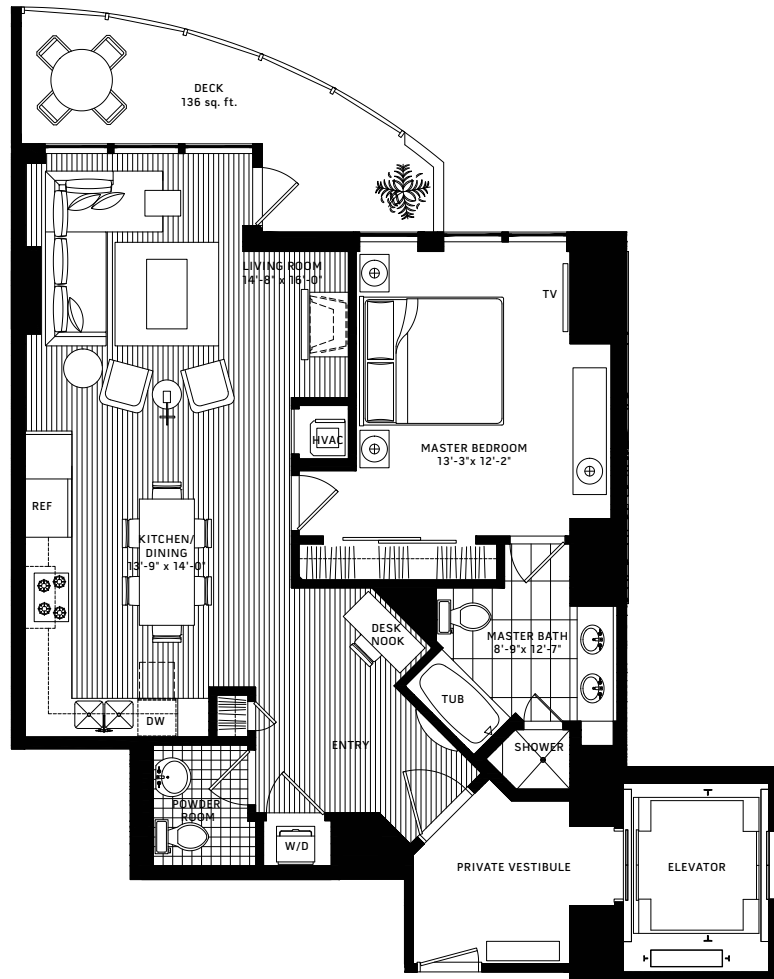 DECK
136 sq. ft.
LIVING ROOM
14'-8" x 16'-0"
TV
HVAC
MASTER BEDROOM
13'-3"x 12'-2"
REF
KITCHEN/
DINING
13'-9" x 14'-0"
DESK
NOOK
MASTER BATH
8'-9"x 12'-7"
TUB
DW
ENTRY
SHOWER
POWDER
ROOM
W/D
PRIVATE VESTIBULE
ELEVATOR